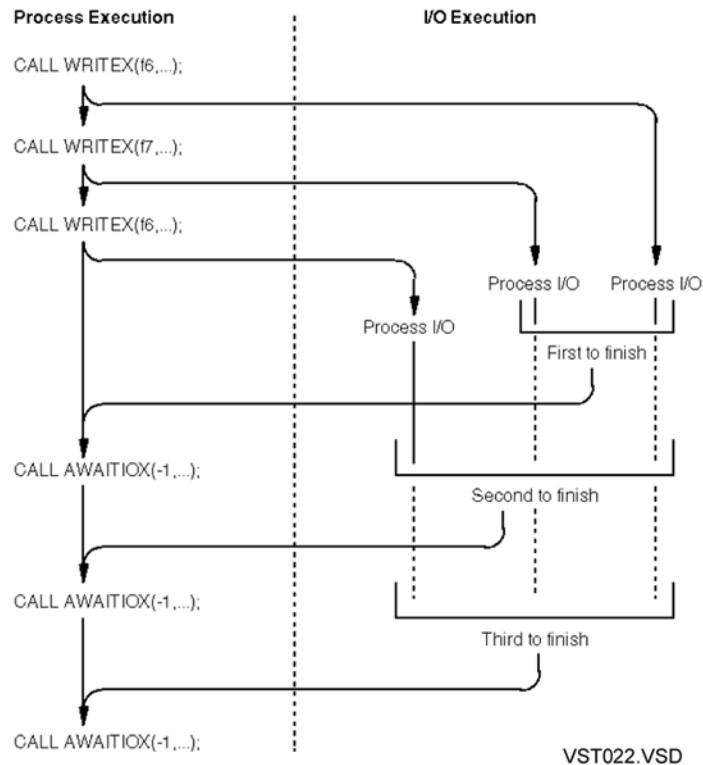 Process Execution
I/O Execution
CALL WRITEX(f6,...);
CALL WRITEX(f7,...);
CALL WRITEX(f6,...);
Process I/O
Process I/O
Process I/O
First to finish
CALL AWAITIOX(-1,...);
Second to finish
CALL AWAITIOX(-1,...);
Third to finish
CALL AWAITIOX(-1,...);
VST022.VSD